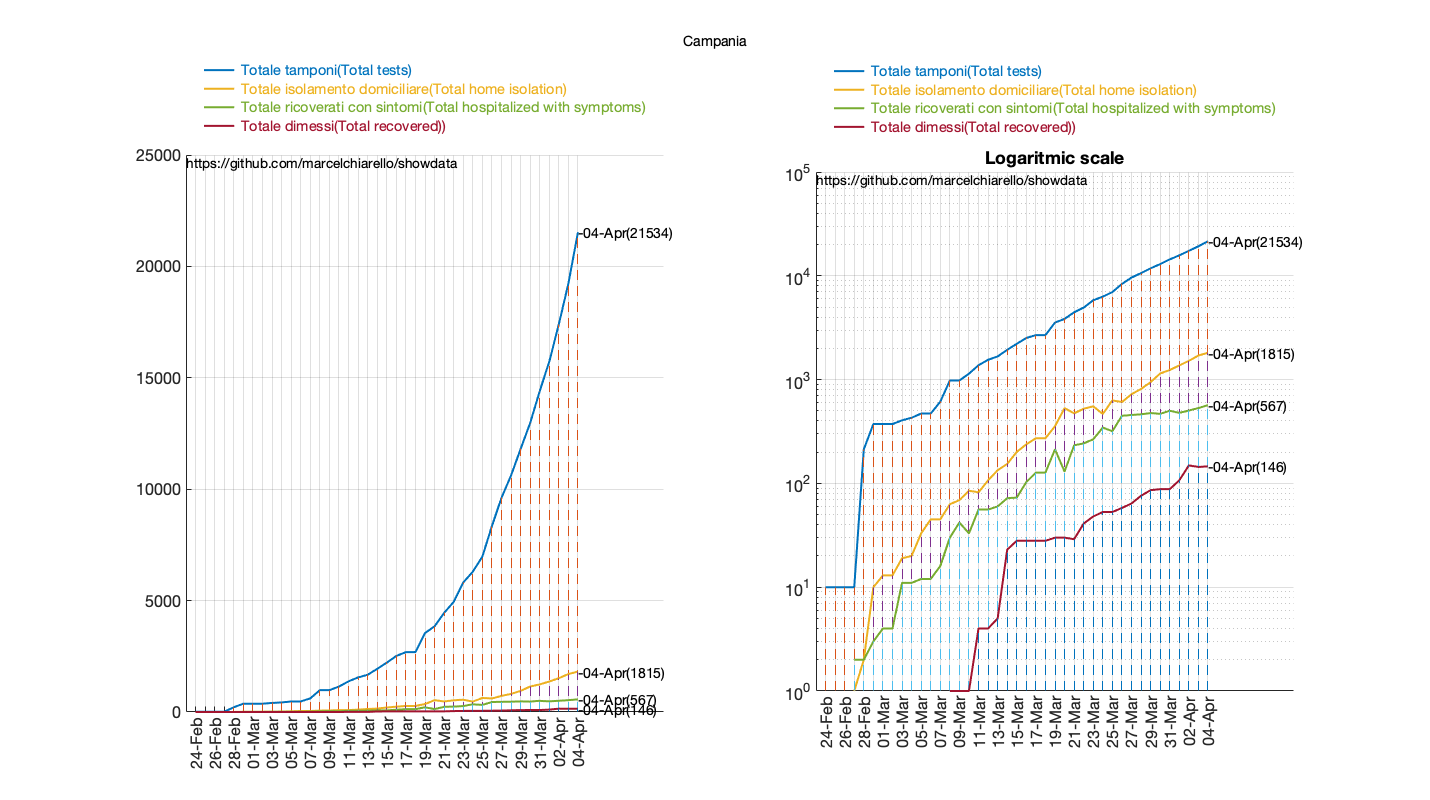 Campania
Totale tamponi(Total tests)
Totale isolamento domiciliare(Total home isolation)
Totale ricoverati con sintomi(Total hospitalized with symptoms)
Totale dimessi(Total recovered))
25000
20000
15000
10000
5000
0
https://github.com/marcelchiarello/showdata
-04-Apr(21534)
-04-Apr(1815)
-04-Apr(567)
-04-Apr(146)
24-Feb
26-Feb
28-Feb
01-Mar
03-Mar
05-Mar
07-Mar
09-Mar
11-Mar
13-Mar
15-Mar
17-Mar
19-Mar
21-Mar
23-Mar
25-Mar
27-Mar
29-Mar
31-Mar
02-Apr
04-Apr
Totale tamponi(Total tests)
Totale isolamento domiciliare(Total home isolation)
Totale ricoverati con sintomi(Total hospitalized with symptoms)
Totale dimessi(Total recovered))
Logaritmic scale
10^5
10^4
10^3
10^2
10^1
10^0
https://github.com/marcelchiarello/showdata
-04-Apr(21534)
-04-Apr(1815)
-04-Apr(567)
-04-Apr(146)
24-Feb
26-Feb
28-Feb
01-Mar
03-Mar
05-Mar
07-Mar
09-Mar
11-Mar
13-Mar
15-Mar
17-Mar
19-Mar
21-Mar
23-Mar
25-Mar
27-Mar
29-Mar
31-Mar
02-Apr
04-Apr